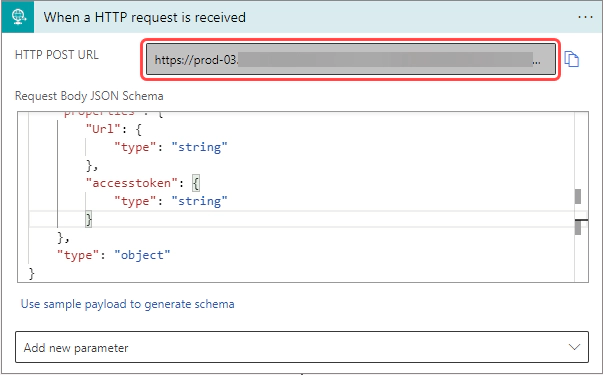 When a HTTP request is received
...
HTTP POST URL
https://prod-03.
...
Request Body JSON Schema
"properties": {
"Url": {
"type": "string"
},
"accesstoken": {
"type": "string"
}
},
"type": "object"
}
Use sample payload to generate schema
Add new parameter